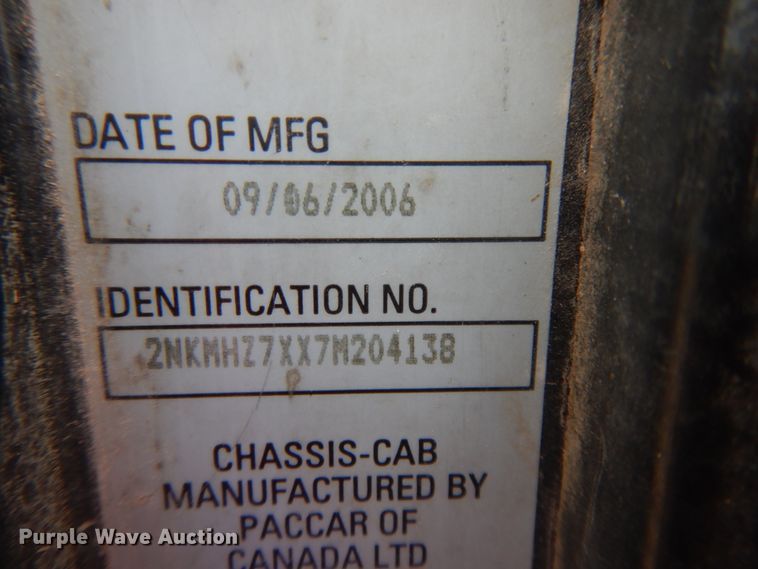 DATE OF MFG
09/06/2006
IDENTIFICATION NO.
2NKMHZ7XX7M204138
CHASSIS-CAB
MANUFACTURED BY
PACCAR OF
CANADA LTD
Purple Wave Auction